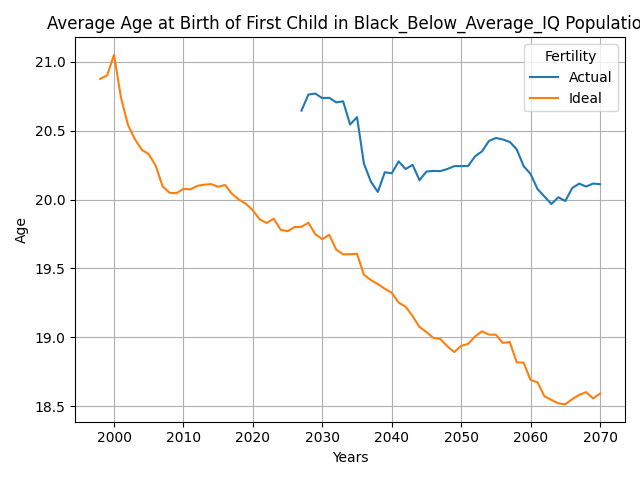 Average Age at Birth of First Child in Black_Below_Average_IQ Populatio
Fertility
Actual
Ideal
21.0
20.5
20.0
19.5
19.0
18.5
Age
2000 2010 2020 2030 2040 2050 2060 2070
Years